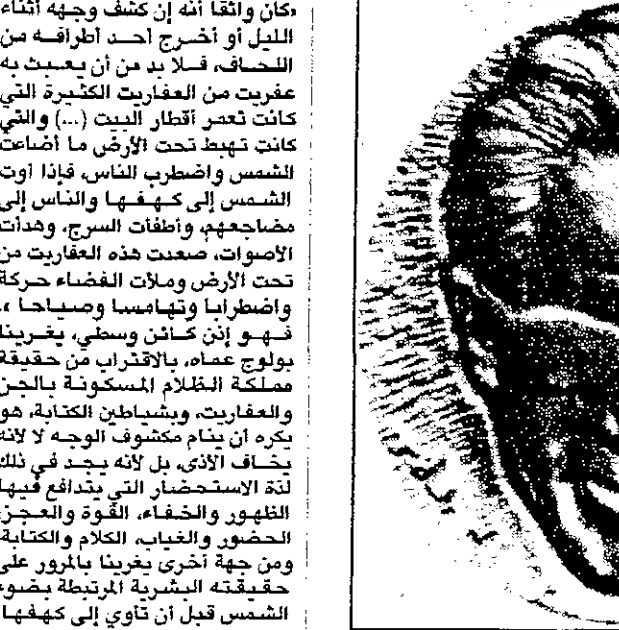 «كان واثقا أنه إن كشف وجهه أثناء
الليل أو أخرج أحد أطرافه من
اللحاف، فلا بد من أن يعبث به
عفريت من العفاريت الكثيرة التي
كانت تعمر أقطار البيت (...) والتي
كانت تهبط تحت الأرض ما أضاءت
الشمس واضطرب الناس، فإذا أوت
الشمس إلى كهفها والناس إلى
مضاجعهم، وأطفأت السرج، وهدأت
الأصوات، صعدت هذه العفاريت من
تحت الأرض وملأت الفضاء حركة
واضطرابا وتهامسا وصياحا »،
فهو إذن كائن وسطي، يغرينا
بولوج عماه، بالاقتراب من حقيقة
مملكة الظلام المسكونة بالجن
والعفاريت، وبشياطين الكتابة، هو
يكره أن ينام مكشوف الوجه لا لأنه
يخاف الأذى، بل لأنه يجد في ذلك
لذة الاستحضار التي يتدافع فيها
الظهور والخفاء، القوة والعجز،
الحضور والغياب، الكلام والكتابة.
ومن جهة أخرى يغرينا بالمرور على
حقيقته البشرية المرتبطة بضوء
الشمس قبل أن تأوي إلى كهفها